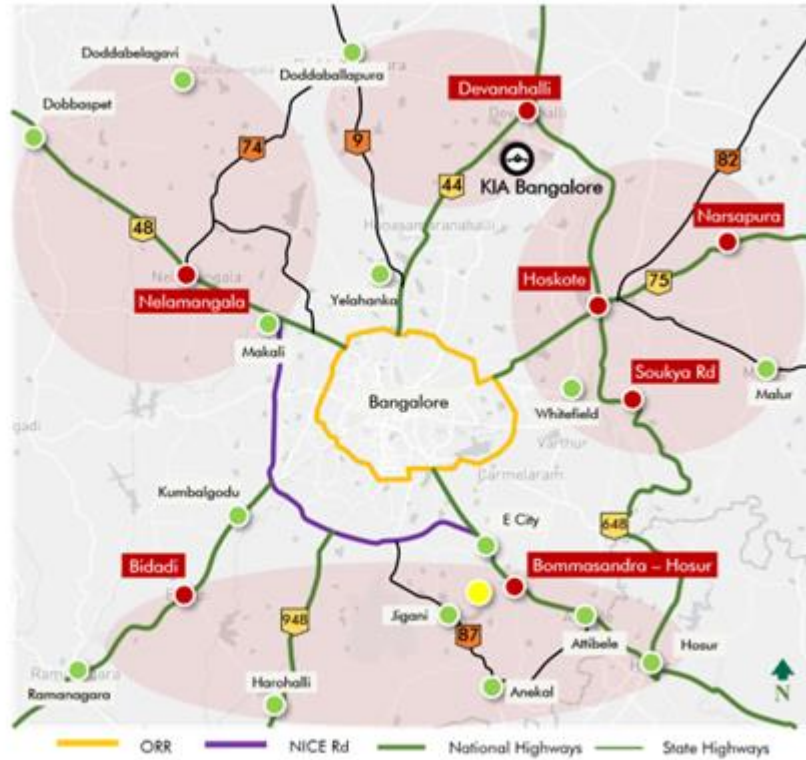 Doddabelagavi
Doddaballapura
Dobbaspet
Devanahalli
74
9
82
44
KIA Bangalore
48
Narsapura
Nelamangala
Hoskote
75
Yelahanka
Makali
Soukya Rd
Malur
Bangalore
Whitefield
Varthur
Carmelaram
Kumbalgodu
E City
648
Bidadi
Bommasandra – Hosur
948
Jigani
87
Attibele
Hosur
Ramanagara
Harohalli
Anekal
N
ORR
NICE Rd
National Highways
State Highways